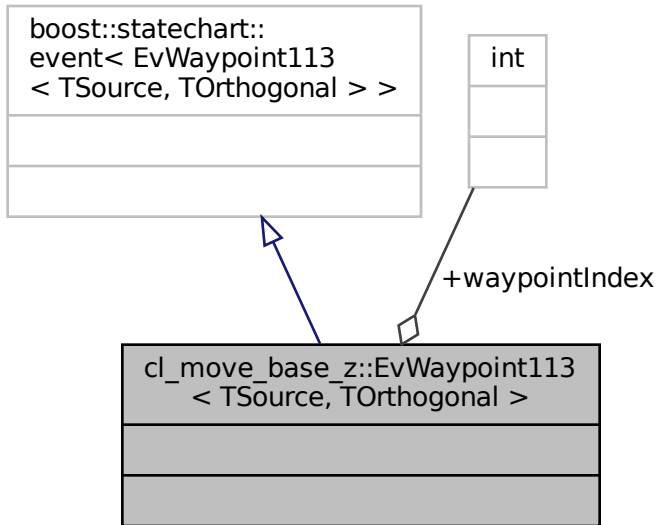 boost::statechart::
event< EvWaypoint113
< TSource, TOrthogonal > >
int
+waypointIndex
cl_move_base_z::EvWaypoint113
< TSource, TOrthogonal >